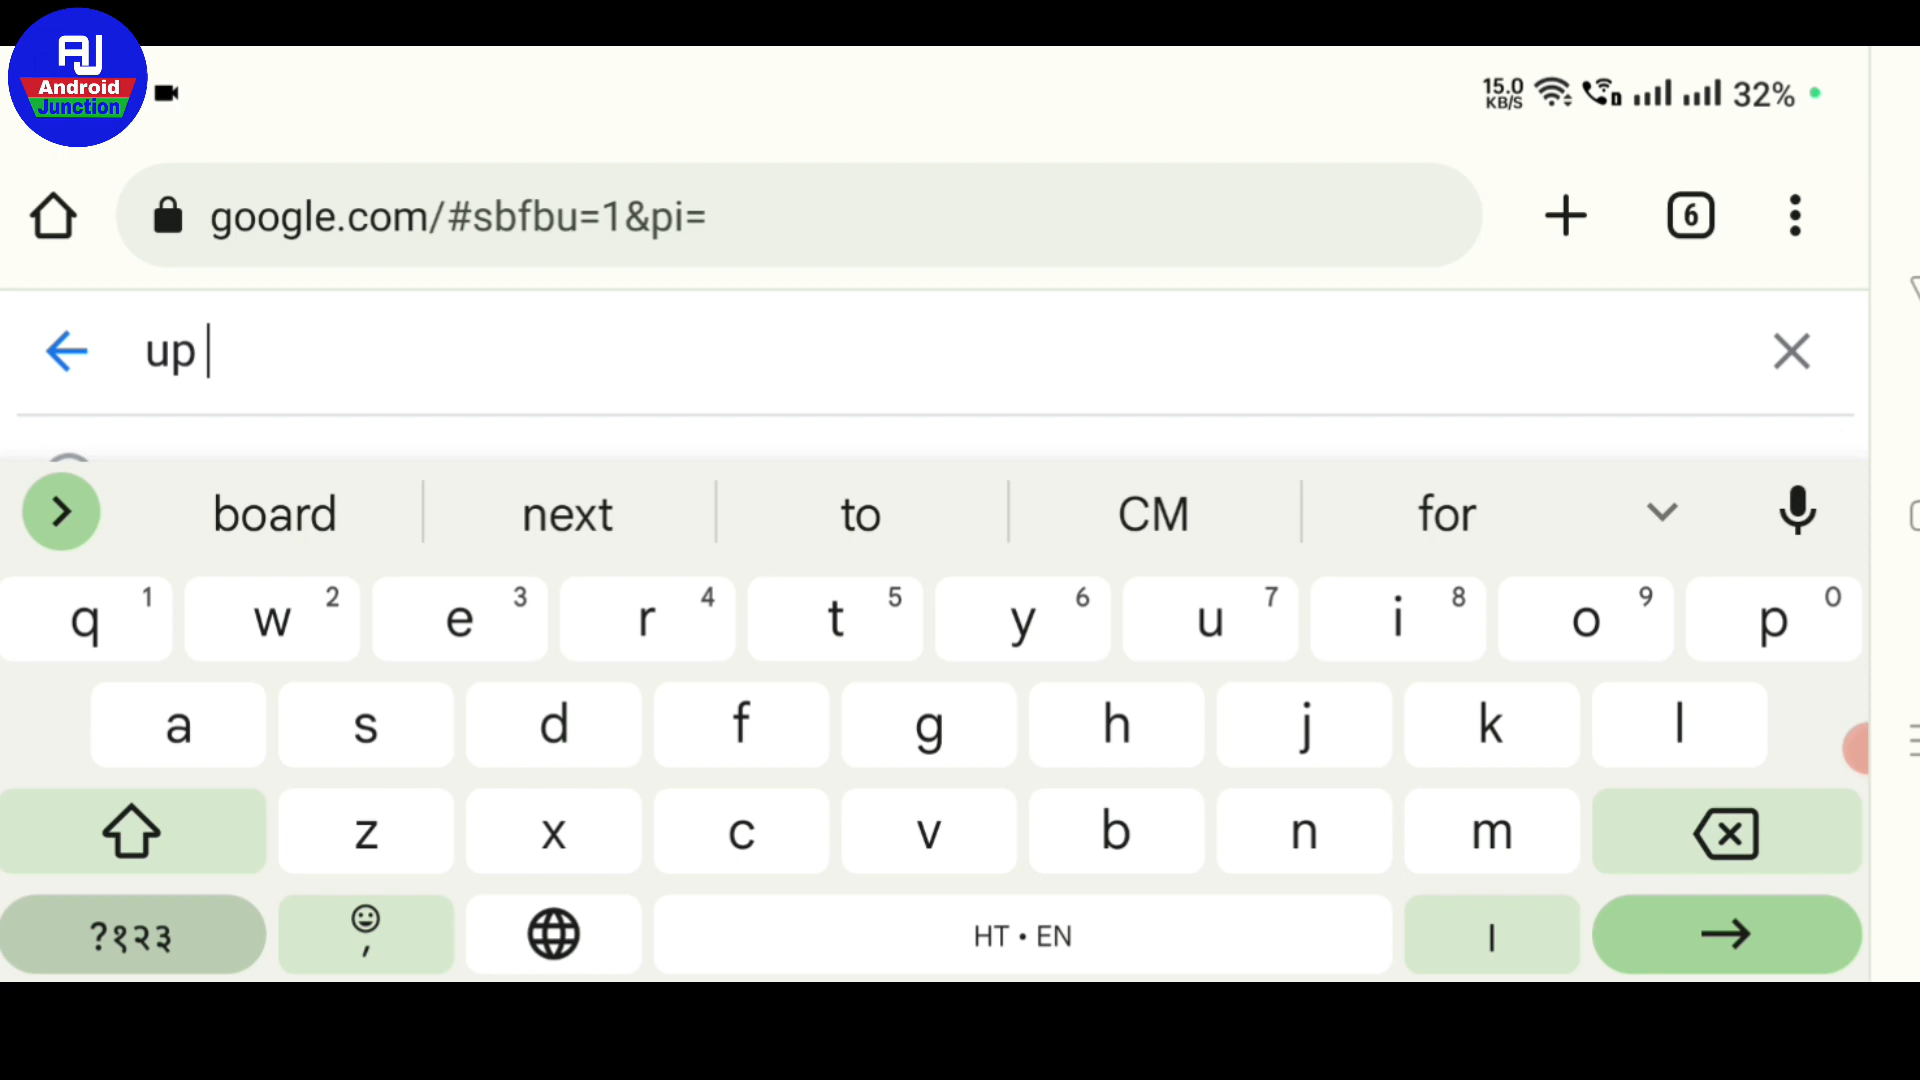 AJ
Android
Junction
15.0
KB/S
32%
google.com/#sbfbu=1&pi=
6
up
board next to CM for
q 1 w 2 e 3 r 4 t 5 y 6 u 7 i 8 o 9 p 0
a s d f g h j k l
z x c v b n m
?१२३ , HT • EN ।